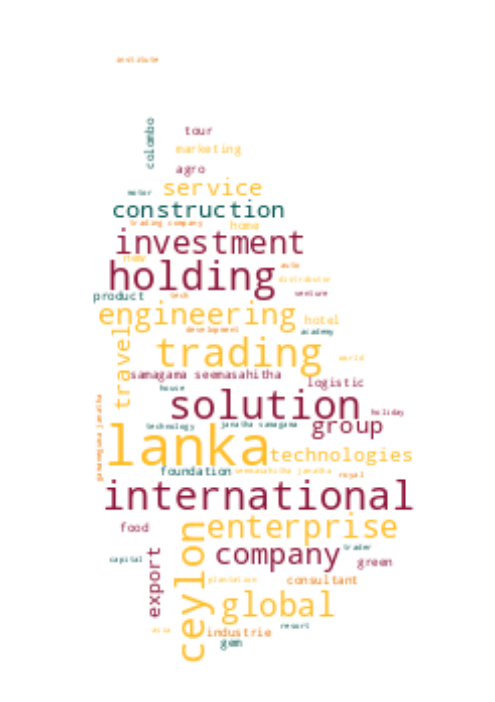 institute
colombo
tour
marketing
agro
motor
service
construction
trading company
home
investment
new
auto
holding
distributor
product
tech
venture
engineering
hotel
development
academy
travel
trading
world
samagama seemasahitha
logistic
house
solution
gammegama janatha
holiday
technology
janatha samagama
group
lanka
technologies
foundation
seemasahitha janatha
royal
international
food
enterprise
ceylon
company
trader
capital
export
green
plantation
consultant
global
asia
industrie
resort
gem